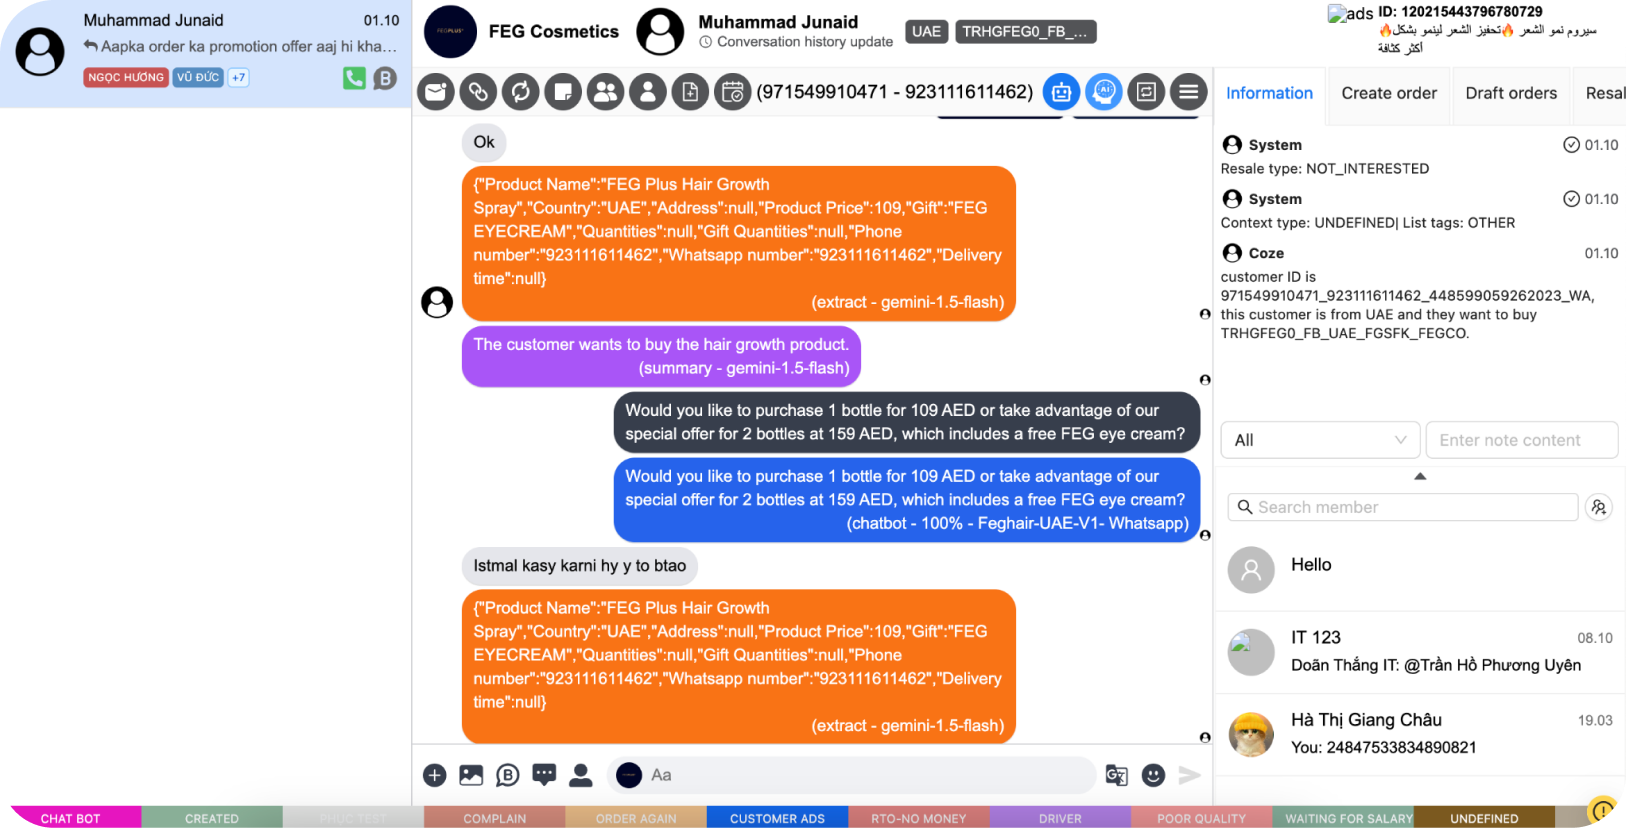 Muhammad Junaid
01.10
Aapka order ka promotion offer aaj hi kha...
NGỌC HƯƠNG
VŨ ĐỨC
+7
FEGPLUS
FEG Cosmetics
Muhammad Junaid
Conversation history update
UAE
TRHGFEG0_FB_...
ads
ID: 120215443796780729
سيروم نمو الشعر 🔥تحفيز الشعر لينمو بشكل🔥
أكثر كثافة
(971549910471 - 923111611462)
AI
Information
Create order
Draft orders
Resal
Ok
{"Product Name":"FEG Plus Hair Growth
Spray","Country":"UAE","Address":null,"Product Price":109,"Gift":"FEG
EYECREAM","Quantities":null,"Gift Quantities":null,"Phone
number":"923111611462","Whatsapp number":"923111611462","Delivery
time":null}
(extract - gemini-1.5-flash)
The customer wants to buy the hair growth product.
(summary - gemini-1.5-flash)
Would you like to purchase 1 bottle for 109 AED or take advantage of our
special offer for 2 bottles at 159 AED, which includes a free FEG eye cream?
Would you like to purchase 1 bottle for 109 AED or take advantage of our
special offer for 2 bottles at 159 AED, which includes a free FEG eye cream?
(chatbot - 100% - Feghair-UAE-V1- Whatsapp)
Istmal kasy karni hy y to btao
{"Product Name":"FEG Plus Hair Growth
Spray","Country":"UAE","Address":null,"Product Price":109,"Gift":"FEG
EYECREAM","Quantities":null,"Gift Quantities":null,"Phone
number":"923111611462","Whatsapp number":"923111611462","Delivery
time":null}
(extract - gemini-1.5-flash)
Aa
System
01.10
Resale type: NOT_INTERESTED
System
01.10
Context type: UNDEFINED| List tags: OTHER
Coze
01.10
customer ID is
971549910471_923111611462_448599059262023_WA,
this customer is from UAE and they want to buy
TRHGFEG0_FB_UAE_FGSFK_FEGCO.
All
Enter note content
Search member
Hello
IT 123
08.10
Doãn Thắng IT: @Trần Hồ Phương Uyên
Hà Thị Giang Châu
19.03
You: 24847533834890821
CHAT BOT
CREATED
PHUC TEST
COMPLAIN
ORDER AGAIN
CUSTOMER ADS
RTO-NO MONEY
DRIVER
POOR QUALITY
WAITING FOR SALARY
UNDEFINED